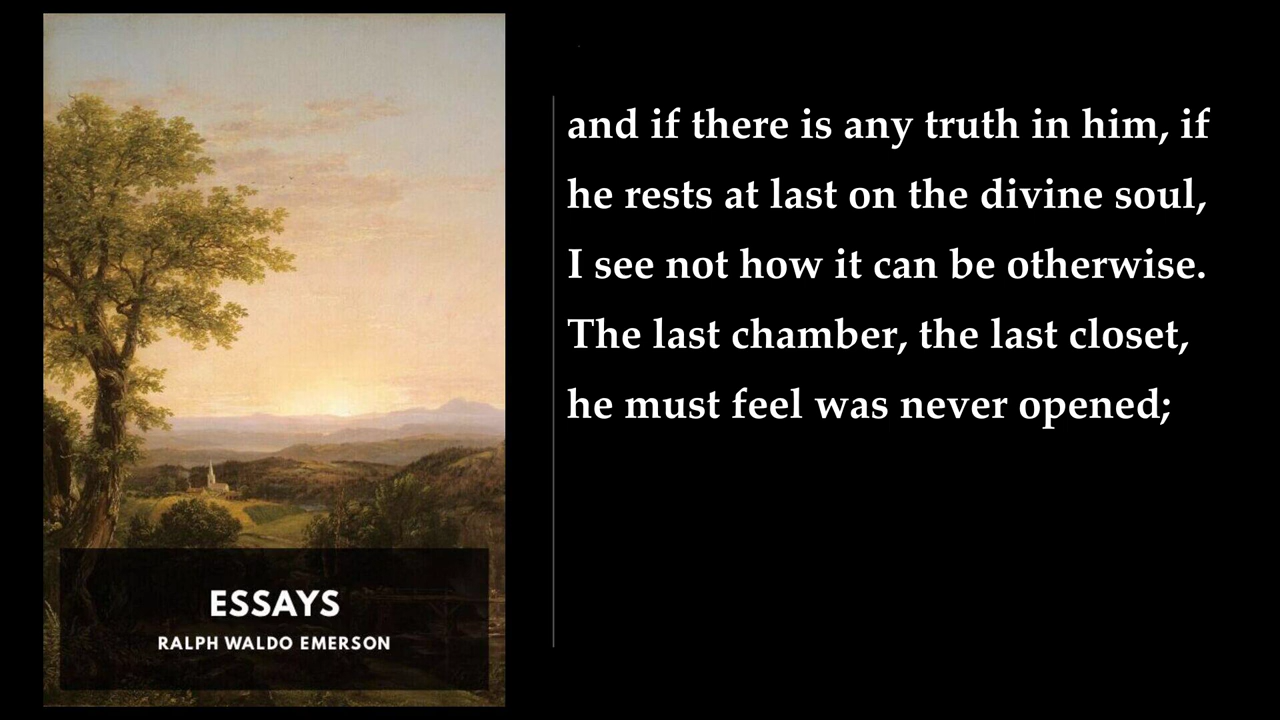 and if there is any truth in him, if
he rests at last on the divine soul,
I see not how it can be otherwise.
The last chamber, the last closet,
he must feel was never opened;
ESSAYS
RALPH WALDO EMERSON